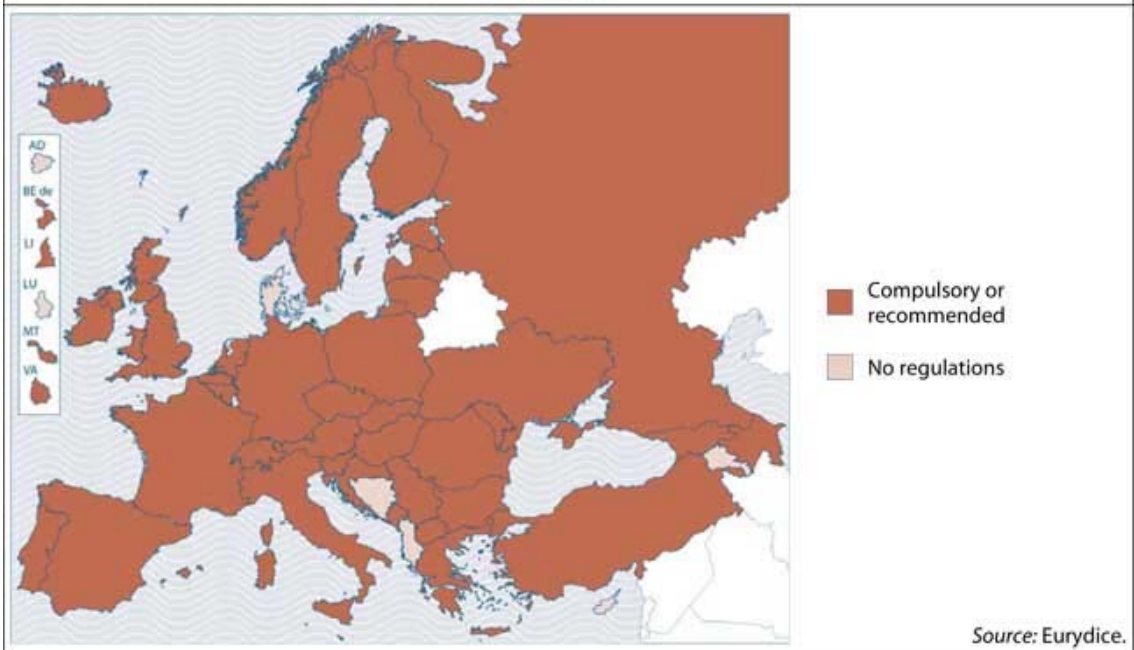 AD
BE de
LI
LU
MT
VA
Compulsory or
recommended
No regulations
Source: Eurydice.